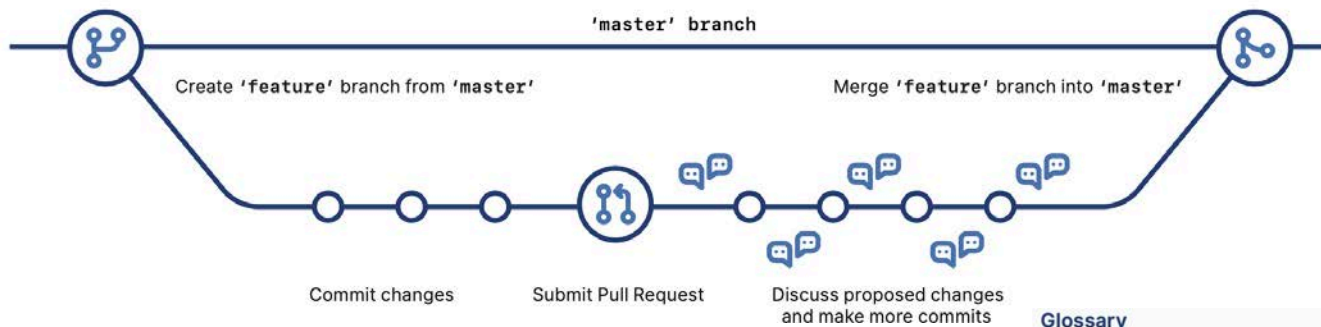 ‘master’ branch
Create ‘feature’ branch from ‘master’
Merge ‘feature’ branch into ‘master’
Commit changes
Submit Pull Request
Discuss proposed changes
and make more commits
Glossary